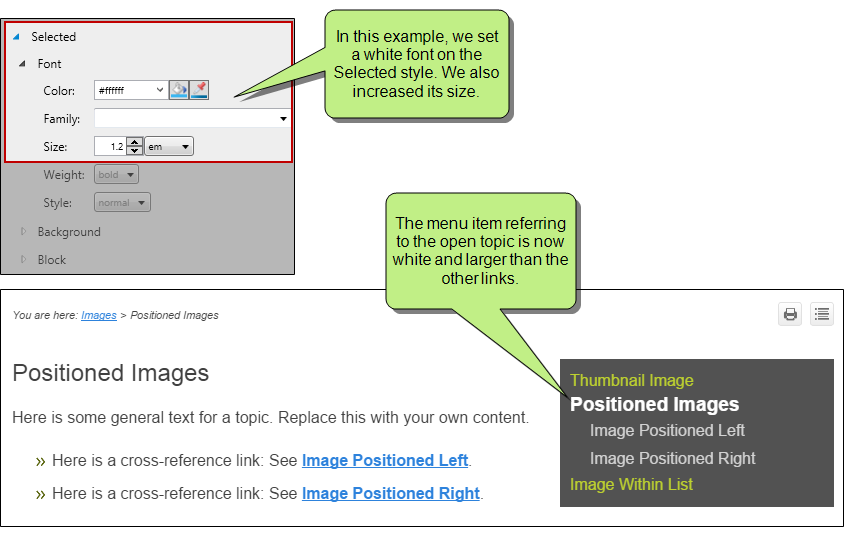 Selected
Font
Color: #ffffff
Family:
Size: 1.2 em
Weight: bold
Style: normal
Background
Block
In this example, we set
a white font on the
Selected style. We also
increased its size.
The menu item referring
to the open topic is now
white and larger than the
other links.
You are here: Images > Positioned Images
Positioned Images
Here is some general text for a topic. Replace this with your own content.
» Here is a cross-reference link: See Image Positioned Left.
» Here is a cross-reference link: See Image Positioned Right.
Thumbnail Image
Positioned Images
Image Positioned Left
Image Positioned Right
Image Within List